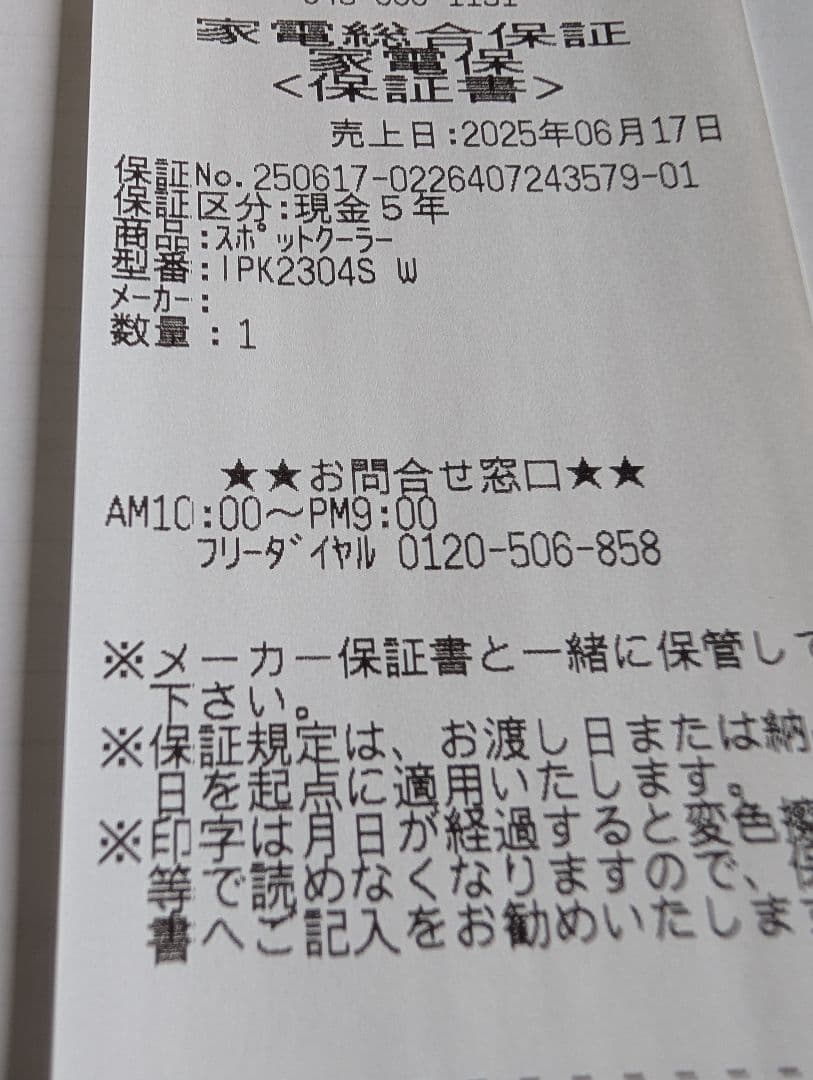 家電総合保証
家電保
<保証書>
売上日:2025年06月17日
保証No.250617-0226407243579-01
保証区分:現金5年
商品:スポットクーラー
型番:IPK2304S W
メーカー:
数量:1
★★お問合せ窓口★★
AM10:00〜PM9:00
フリーダイヤル 0120-506-858
※メーカー保証書と一緒に保管して
下さい。
※保証規定は、お渡し日または納
日を起点に適用いたします。
※印字は月日が経過すると変色
等で読めなくなりますので、
書へご記入をお勧めいたします